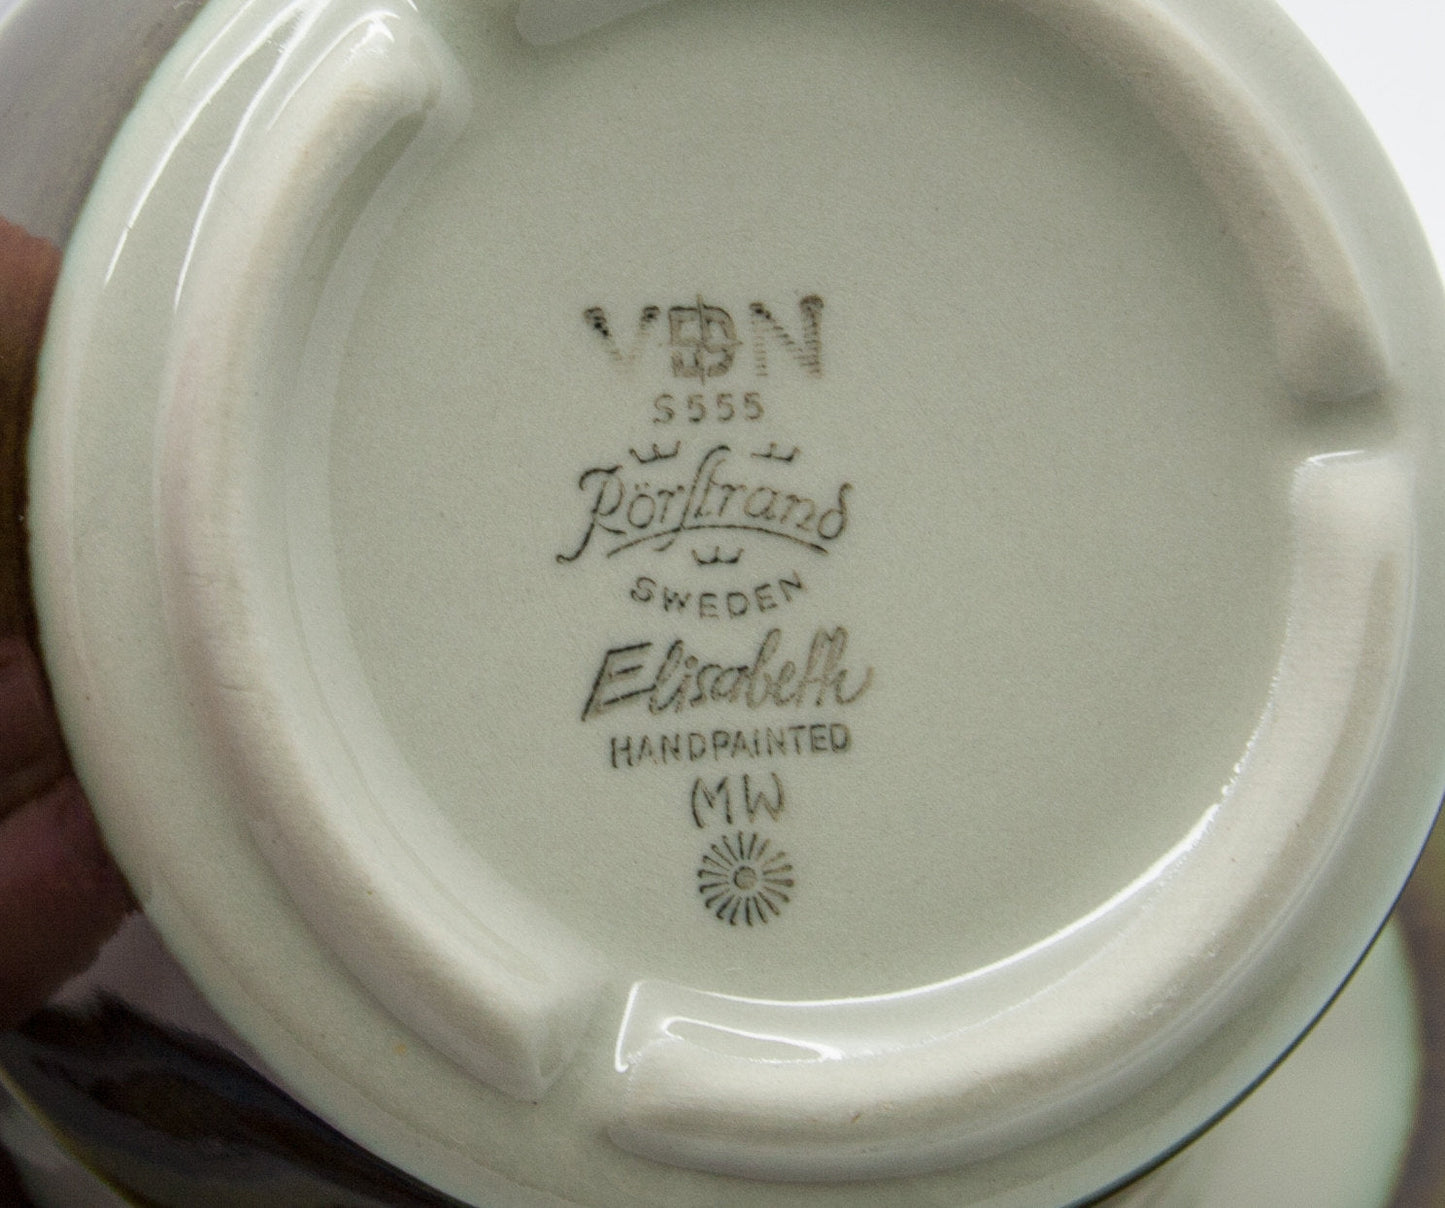 VDN
S555
Rörstrand
SWEDEN
Elisabeth
HANDPAINTED
MW